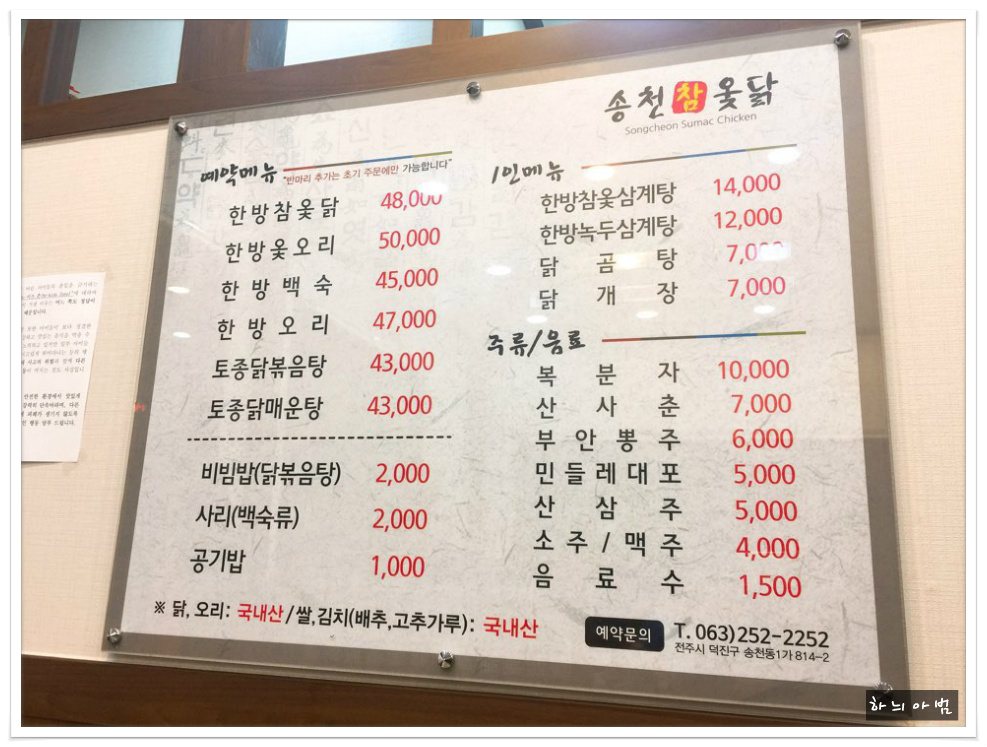 송천참옻닭
Songcheon Sumac Chicken
예약메뉴 "반마리 추가는 초기 주문에만 가능합니다"
한방참옻닭 48,000
한방옻오리 50,000
한방백숙 45,000
한방오리 47,000
토종닭볶음탕 43,000
토종닭매운탕 43,000
비빔밥(닭볶음탕) 2,000
사리(백숙류) 2,000
공기밥 1,000
1인메뉴
한방참옻삼계탕 14,000
한방녹두삼계탕 12,000
닭곰탕 7,000
닭개장 7,000
주류/음료
복분자 10,000
산사춘 7,000
부안뽕주 6,000
민들레대포 5,000
산삼주 5,000
소주/맥주 4,000
음료수 1,500
※ 닭, 오리: 국내산/쌀,김치(배추,고추가루): 국내산
예약문의 T. 063)252-2252
전주시 덕진구 송천동1가 814-2
하늬아범